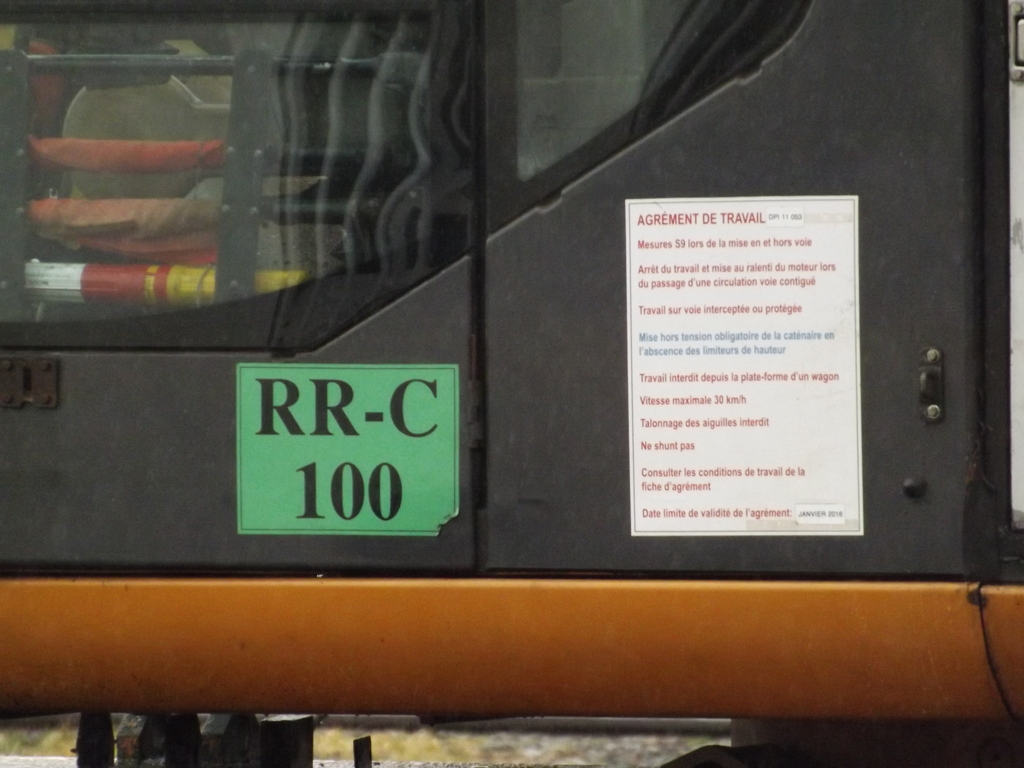 RR-C
100
AGRÉMENT DE TRAVAIL DPI 11 053
Mesures S9 lors de la mise en et hors voie
Arrêt du travail et mise au ralenti du moteur lors
du passage d'une circulation voie contiguë
Travail sur voie interceptée ou protégée
Mise hors tension obligatoire de la caténaire en
l'abscence des limiteurs de hauteur
Travail interdit depuis la plate-forme d'un wagon
Vitesse maximale 30 km/h
Talonnage des aiguilles interdit
Ne shunt pas
Consulter les conditions de travail de la
fiche d'agrément
Date limite de validité de l'agrément: JANVIER 2016